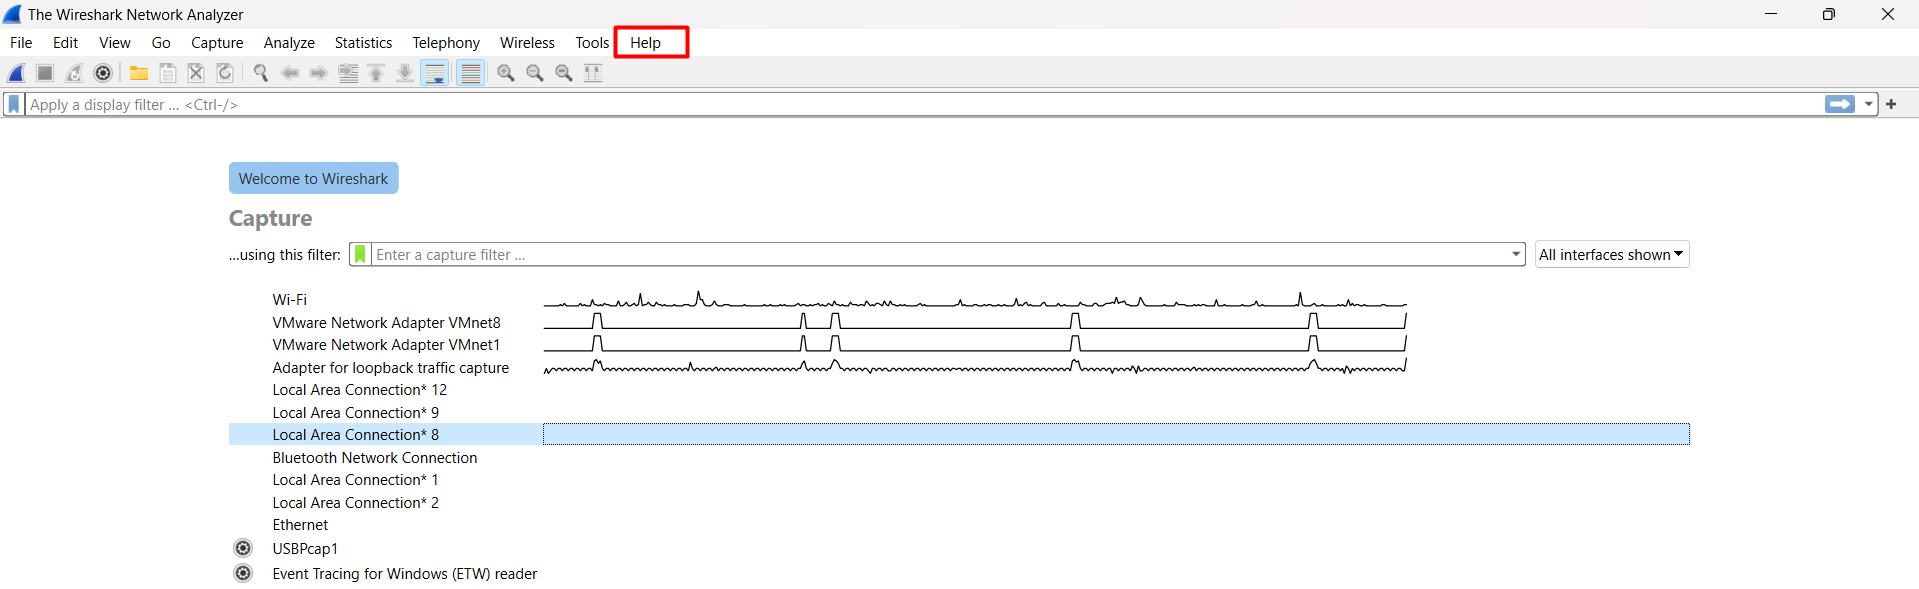 The Wireshark Network Analyzer
File Edit View Go Capture Analyze Statistics Telephony Wireless Tools Help
Apply a display filter ... <Ctrl-/>
Welcome to Wireshark
Capture
...using this filter: Enter a capture filter ... All interfaces shown
Wi-Fi
VMware Network Adapter VMnet8
VMware Network Adapter VMnet1
Adapter for loopback traffic capture
Local Area Connection* 12
Local Area Connection* 9
Local Area Connection* 8
Bluetooth Network Connection
Local Area Connection* 1
Local Area Connection* 2
Ethernet
USBPcap1
Event Tracing for Windows (ETW) reader